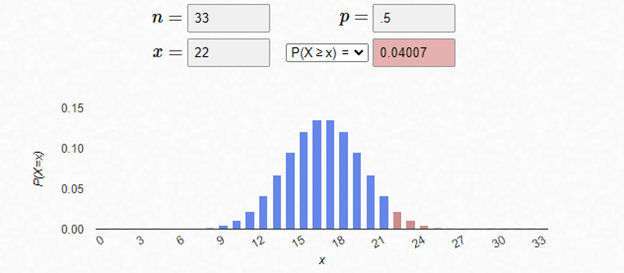 n = 33 p = .5
x = 22 P(X ≥ x) = 0.04007
0.15
0.10
0.05
0.00
P(X=x)
0 3 6 9 12 15 18 21 24 27 30 33
x